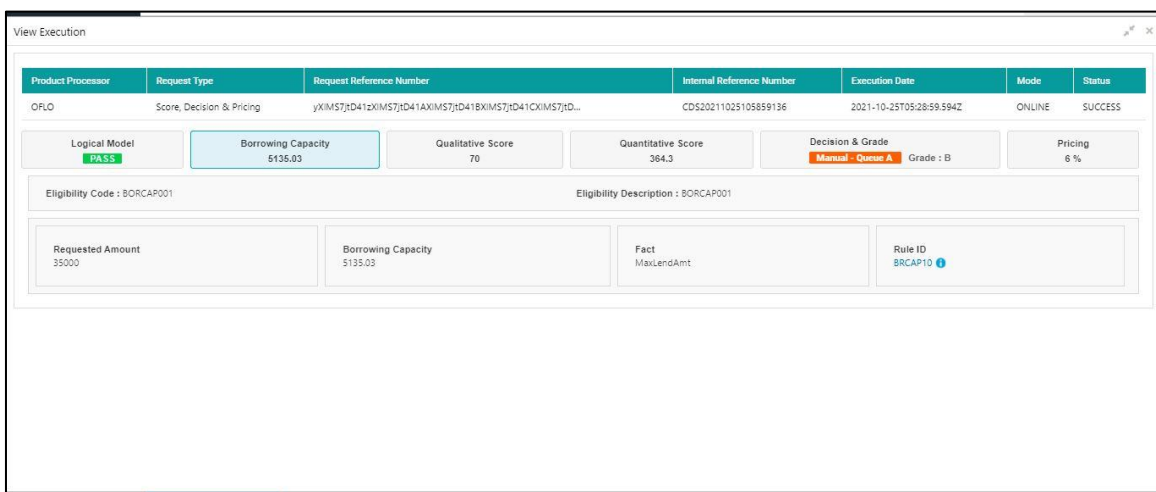 View Execution
Product Processor Request Type Request Reference Number Internal Reference Number Execution Date Mode Status
OFLO Score, Decision & Pricing yXIMS7jtD41zXIMS7jtD41AXIMS7jtD41BXIMS7jtD41CXIMS7jtD... CDS20211025105859136 2021-10-25T05:28:59.594Z ONLINE SUCCESS
Logical Model Borrowing Capacity Qualitative Score Quantitative Score Decision & Grade Pricing
PASS 5135.03 70 364.3 Manual - Queue A Grade : B 6 %
Eligibility Code : BORCAP001 Eligibility Description : BORCAP001
Requested Amount Borrowing Capacity Fact Rule ID
35000 5135.03 MaxLendAmt BRCAP10